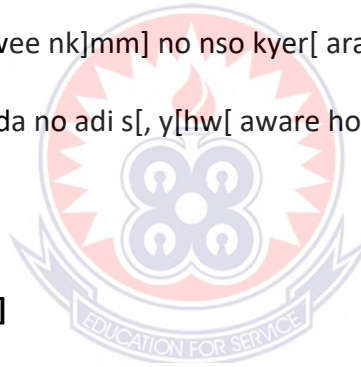 vee nk]mm] no nso kyer[ ara
da no adi s[, y[hw[ aware ho
]
EDUCATION FOR SERVICE